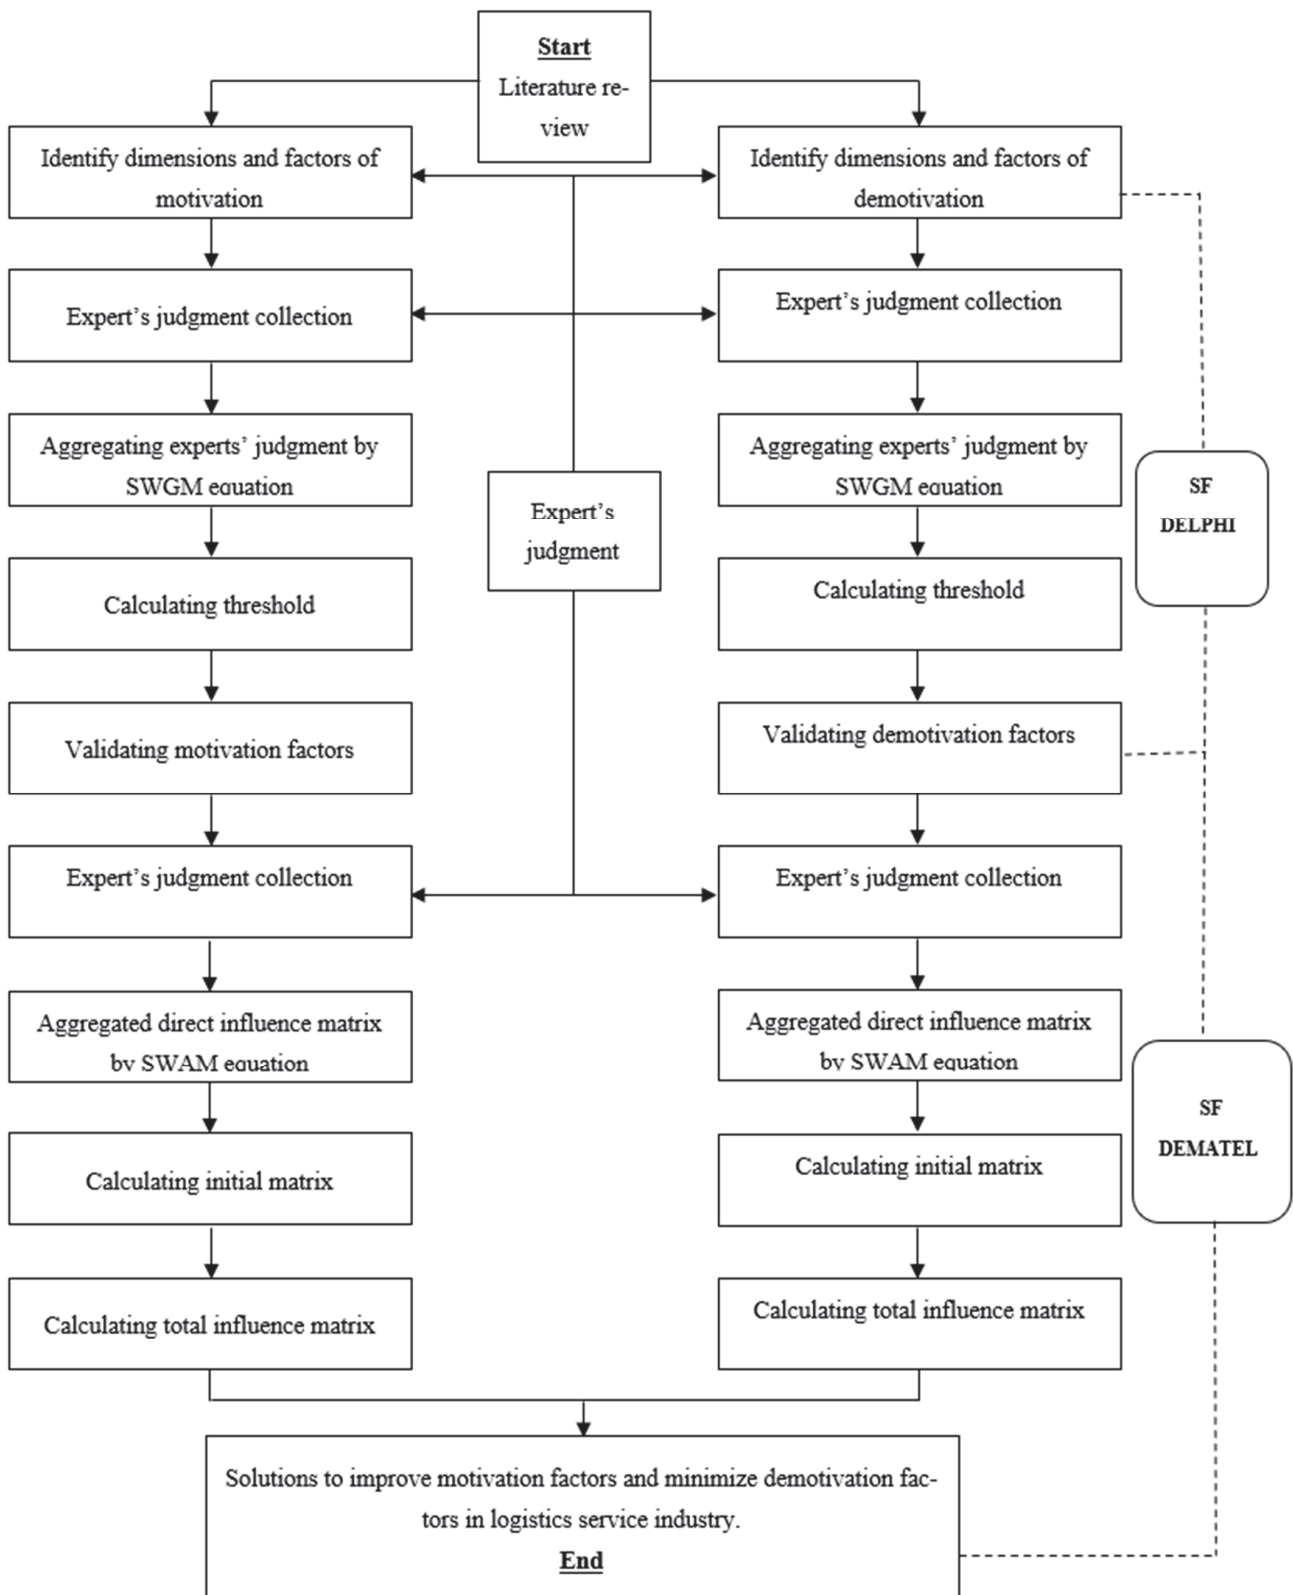 Start
Literature re-
view
Identify dimensions and factors of
motivation
Identify dimensions and factors of
demotivation
Expert’s judgment collection
Expert’s judgment collection
Aggregating experts’ judgment by
SWGM equation
Aggregating experts’ judgment by
SWGM equation
Expert’s
judgment
SF
DELPHI
Calculating threshold
Calculating threshold
Validating motivation factors
Validating demotivation factors
Expert’s judgment collection
Expert’s judgment collection
Aggregated direct influence matrix
by SWAM equation
Aggregated direct influence matrix
by SWAM equation
SF
DEMATEL
Calculating initial matrix
Calculating initial matrix
Calculating total influence matrix
Calculating total influence matrix
Solutions to improve motivation factors and minimize demotivation fac-
tors in logistics service industry.
End